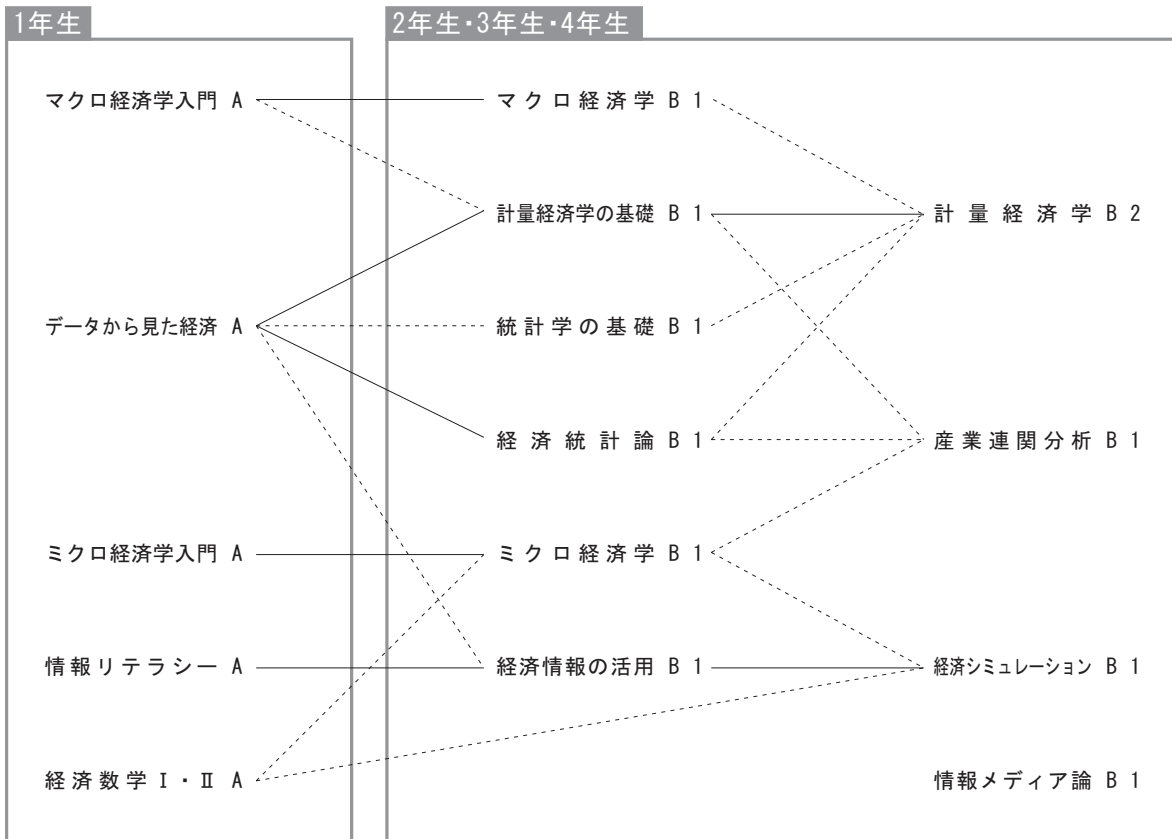 1年生
2年生・3年生・4年生
マクロ経済学入門 A
マクロ経済学 B 1
計量経済学の基礎 B 1
計量経済学 B 2
データから見た経済 A
統計学の基礎 B 1
経済統計論 B 1
産業連関分析 B 1
ミクロ経済学入門 A
ミクロ経済学 B 1
情報リテラシー A
経済情報の活用 B 1
経済シミュレーション B 1
経済数学 Ⅰ・Ⅱ A
情報メディア論 B 1